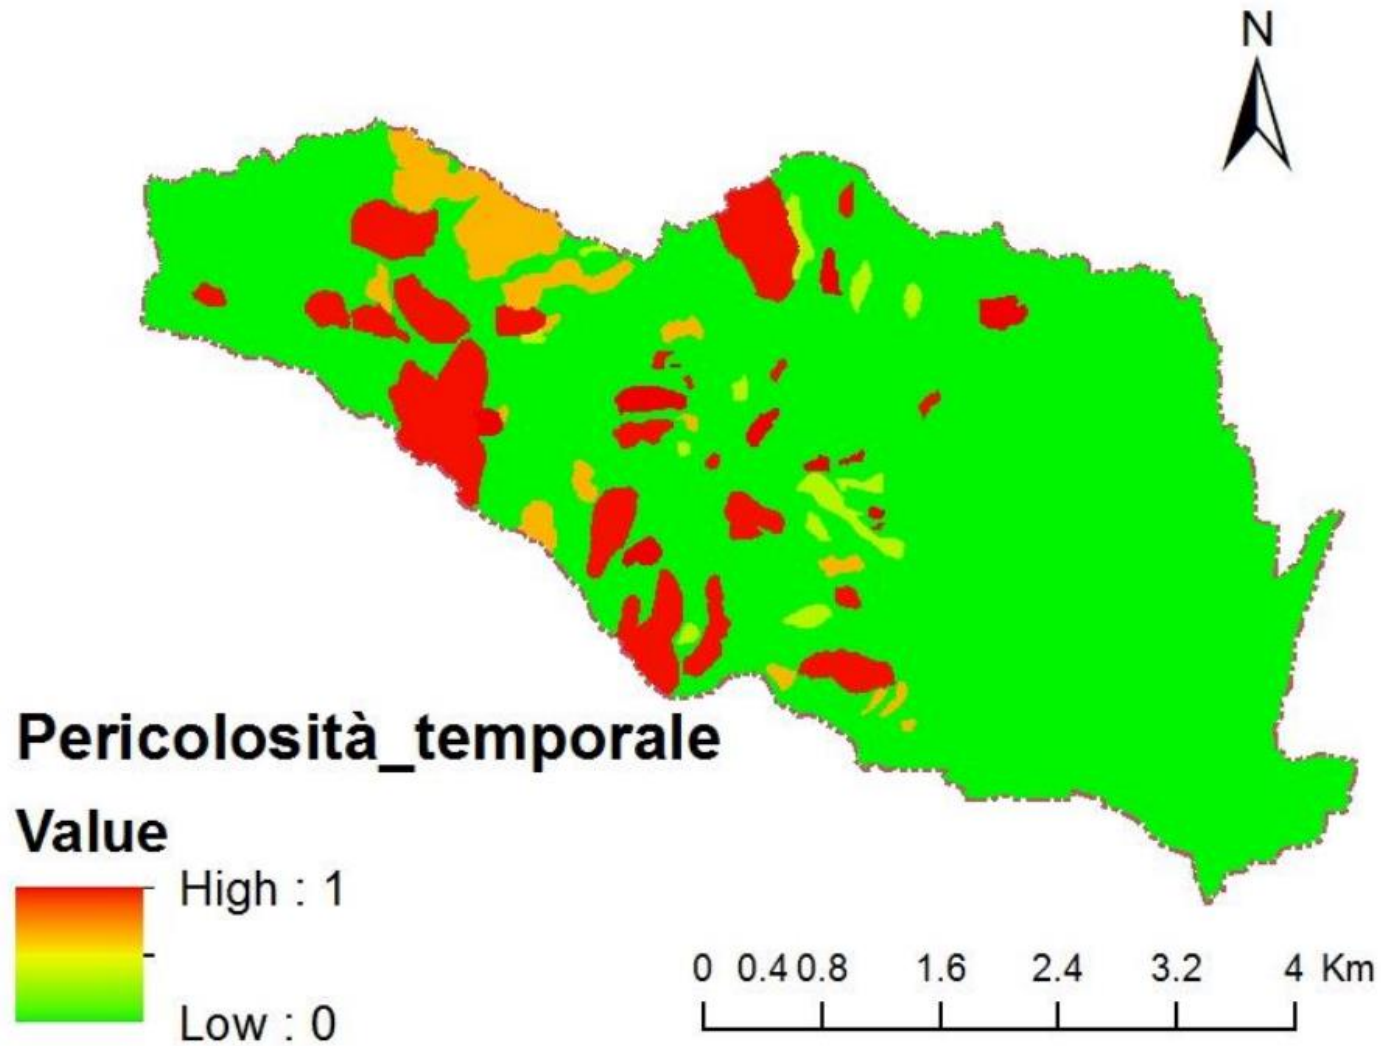 N
Pericolosità_temporale
Value
High : 1
Low : 0
0 0.4 0.8 1.6 2.4 3.2 4 Km